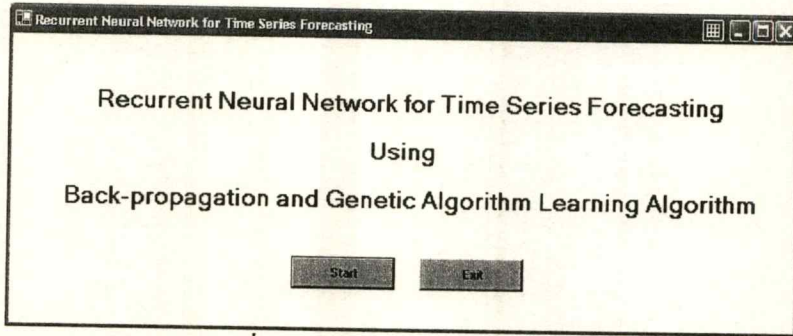 Recurrent Neural Network for Time Series Forecasting
Recurrent Neural Network for Time Series Forecasting
Using
Back-propagation and Genetic Algorithm Learning Algorithm
Start Exit